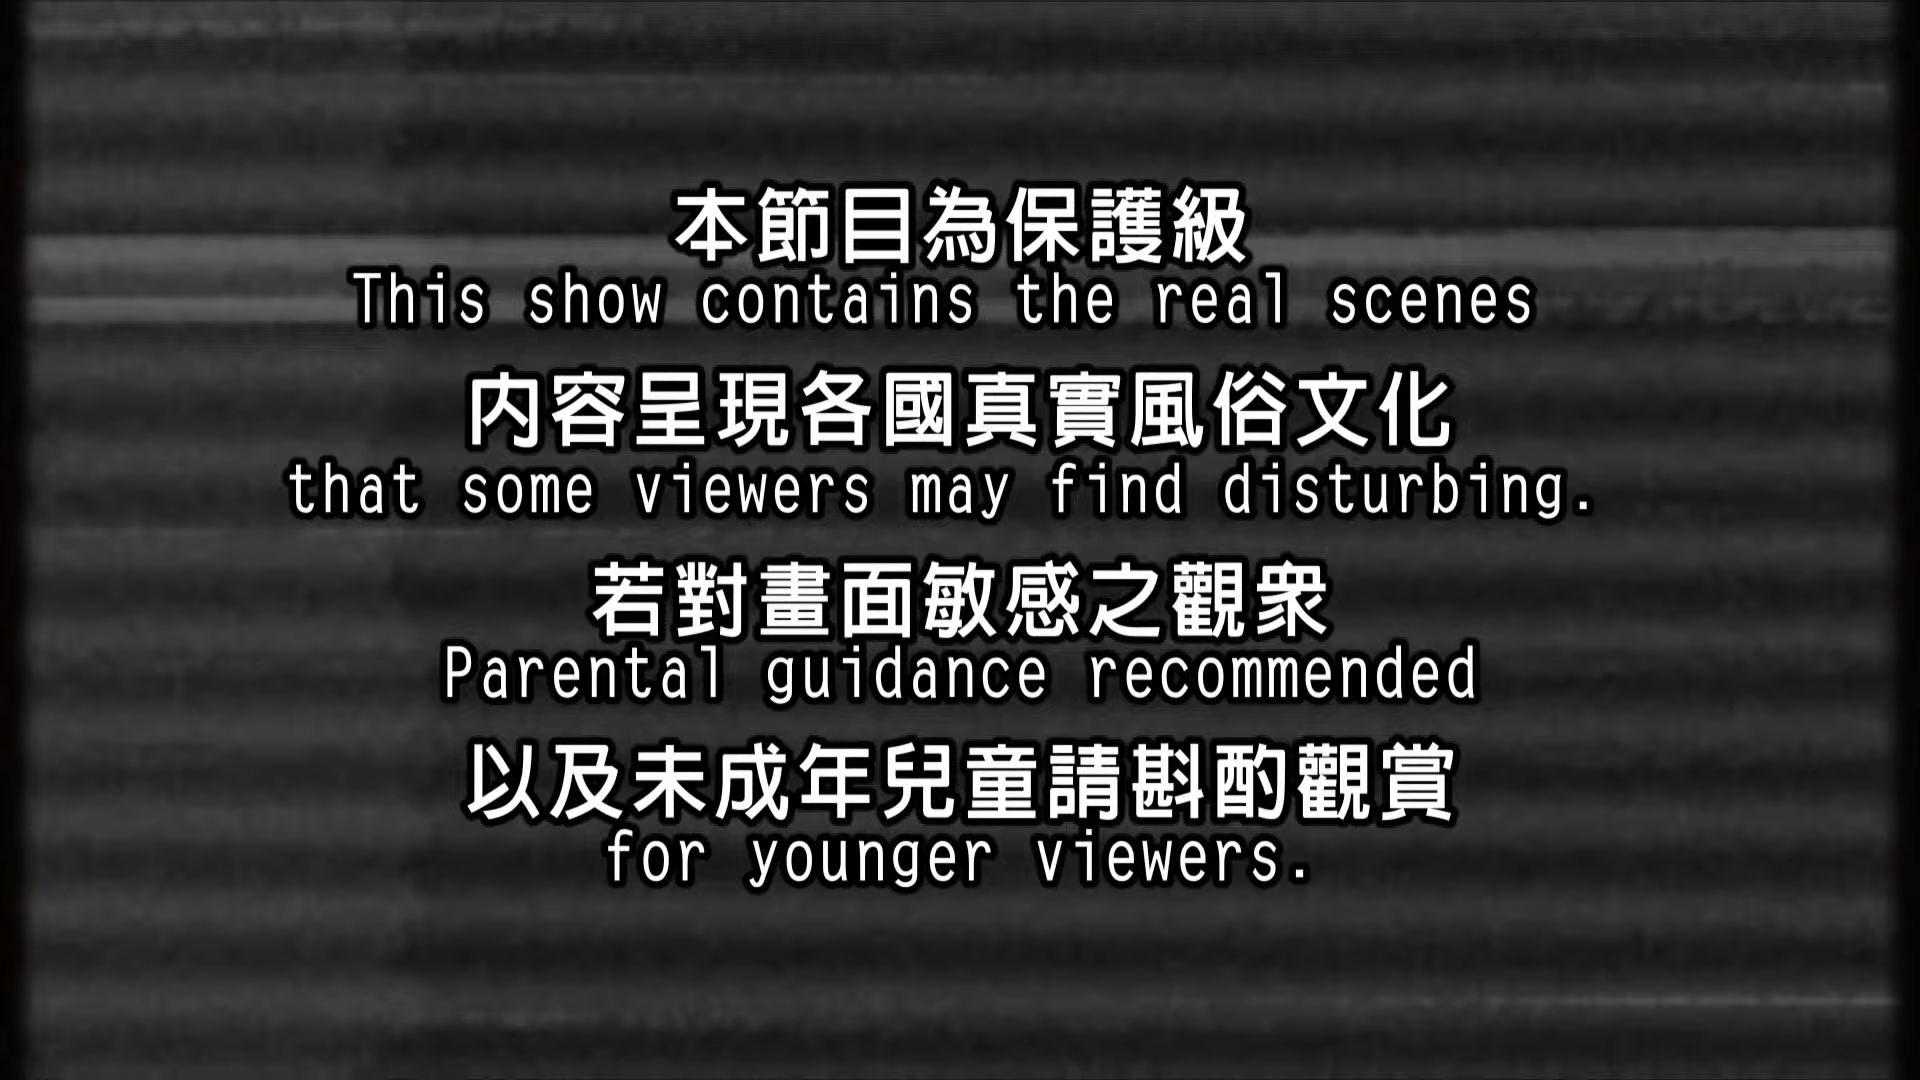 本節目為保護級
This show contains the real scenes
內容呈現各國真實風俗文化
that some viewers may find disturbing.
若對畫面敏感之觀眾
Parental guidance recommended
以及未成年兒童請斟酌觀賞
for younger viewers.